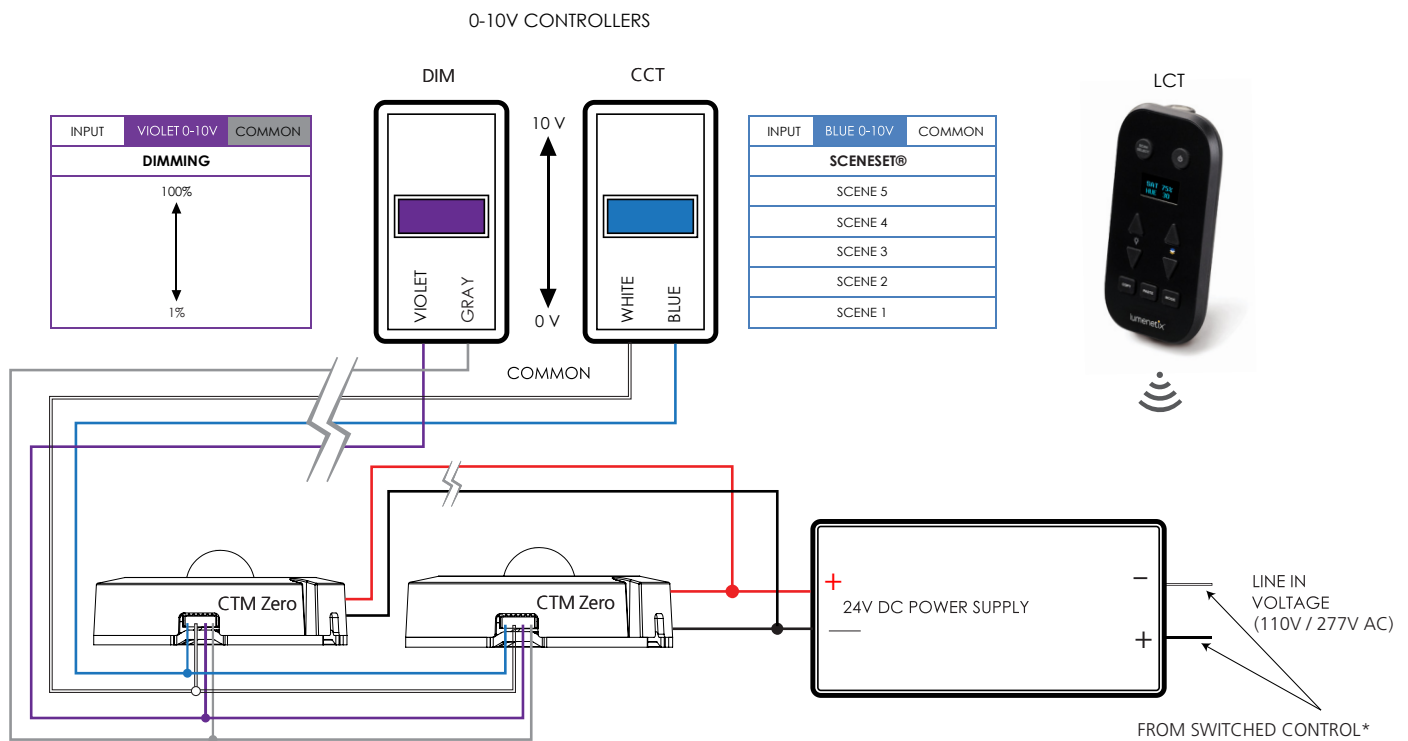 0-10V CONTROLLERS
DIM
CCT
LCT
INPUT VIOLET 0-10V COMMON
DIMMING
100%
1%
10 V
0 V
VIOLET
GRAY
WHITE
BLUE
COMMON
INPUT BLUE 0-10V COMMON
SCENESET®
SCENE 5
SCENE 4
SCENE 3
SCENE 2
SCENE 1
lumenetix
CTM Zero
CTM Zero
+
—
24V DC POWER SUPPLY
–
+
LINE IN
VOLTAGE
(110V / 277V AC)
FROM SWITCHED CONTROL*